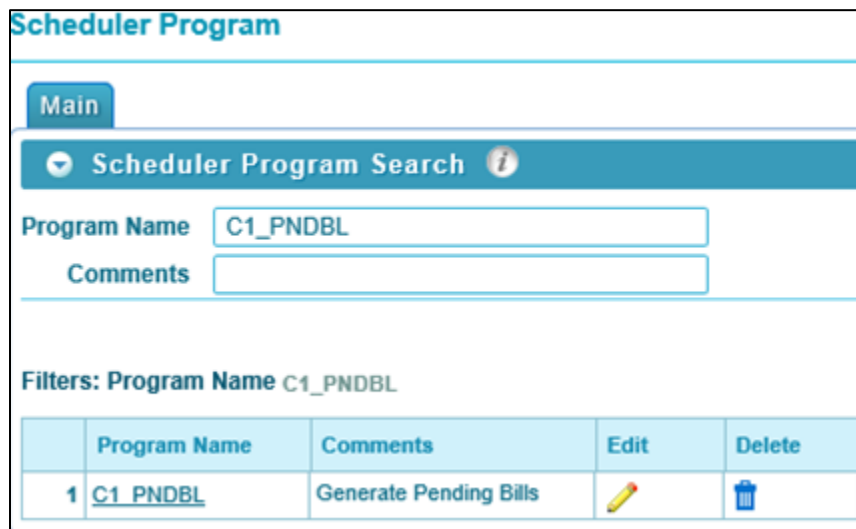 Scheduler Program
Main
Scheduler Program Search i
Program Name C1_PNDBL
Comments
Filters: Program Name C1_PNDBL
Program Name Comments Edit Delete
1 C1_PNDBL Generate Pending Bills